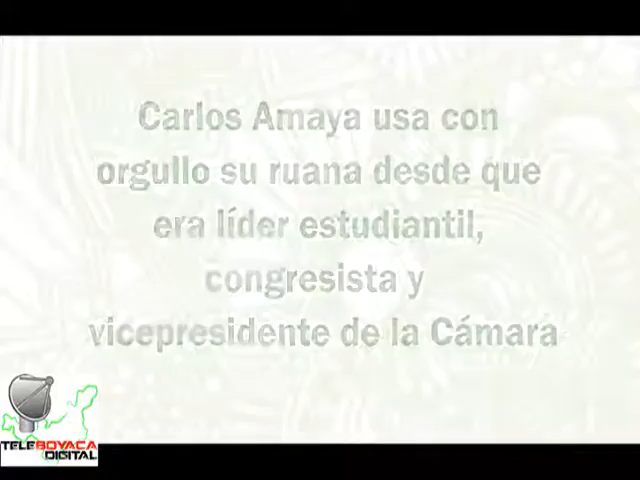 Carlos Amaya usa con
orgullo su ruana desde que
era líder estudiantil,
congresista y
vicepresidente de la Cámara
TELEBOYACA
DIGITAL